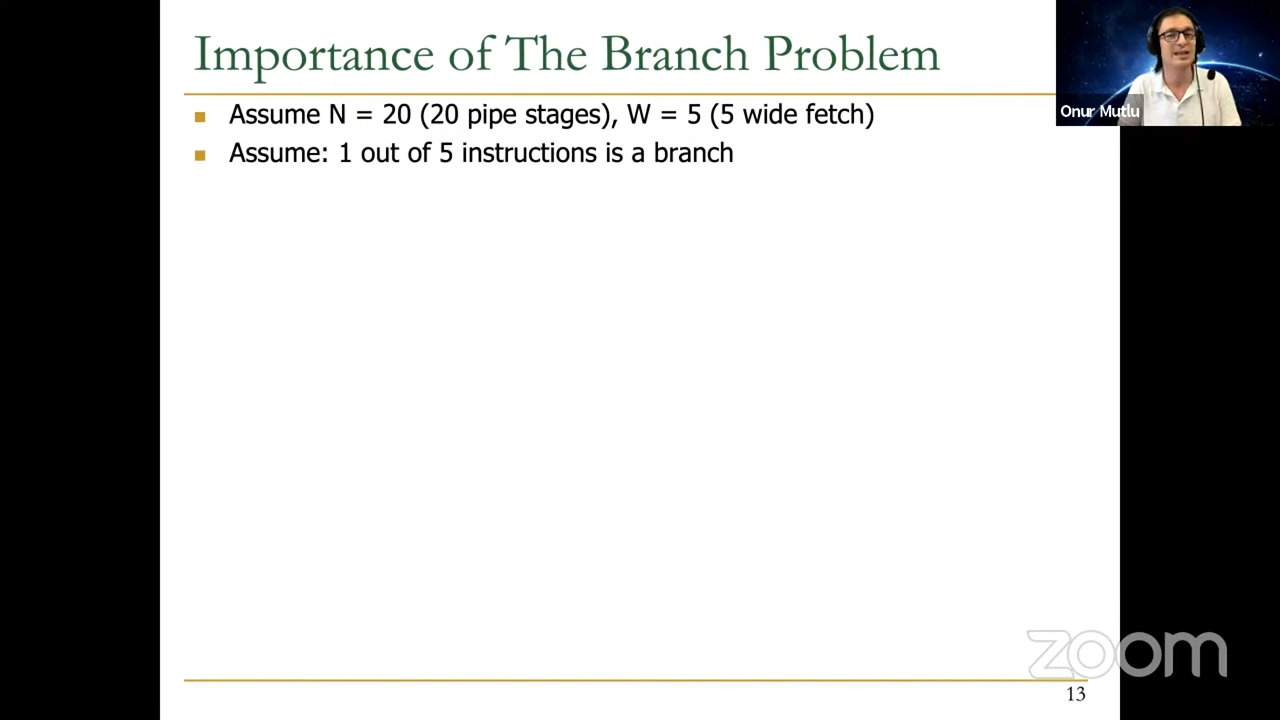 Importance of The Branch Problem
Onur Mutlu
Assume N = 20 (20 pipe stages), W = 5 (5 wide fetch)
Assume: 1 out of 5 instructions is a branch
zoom
13